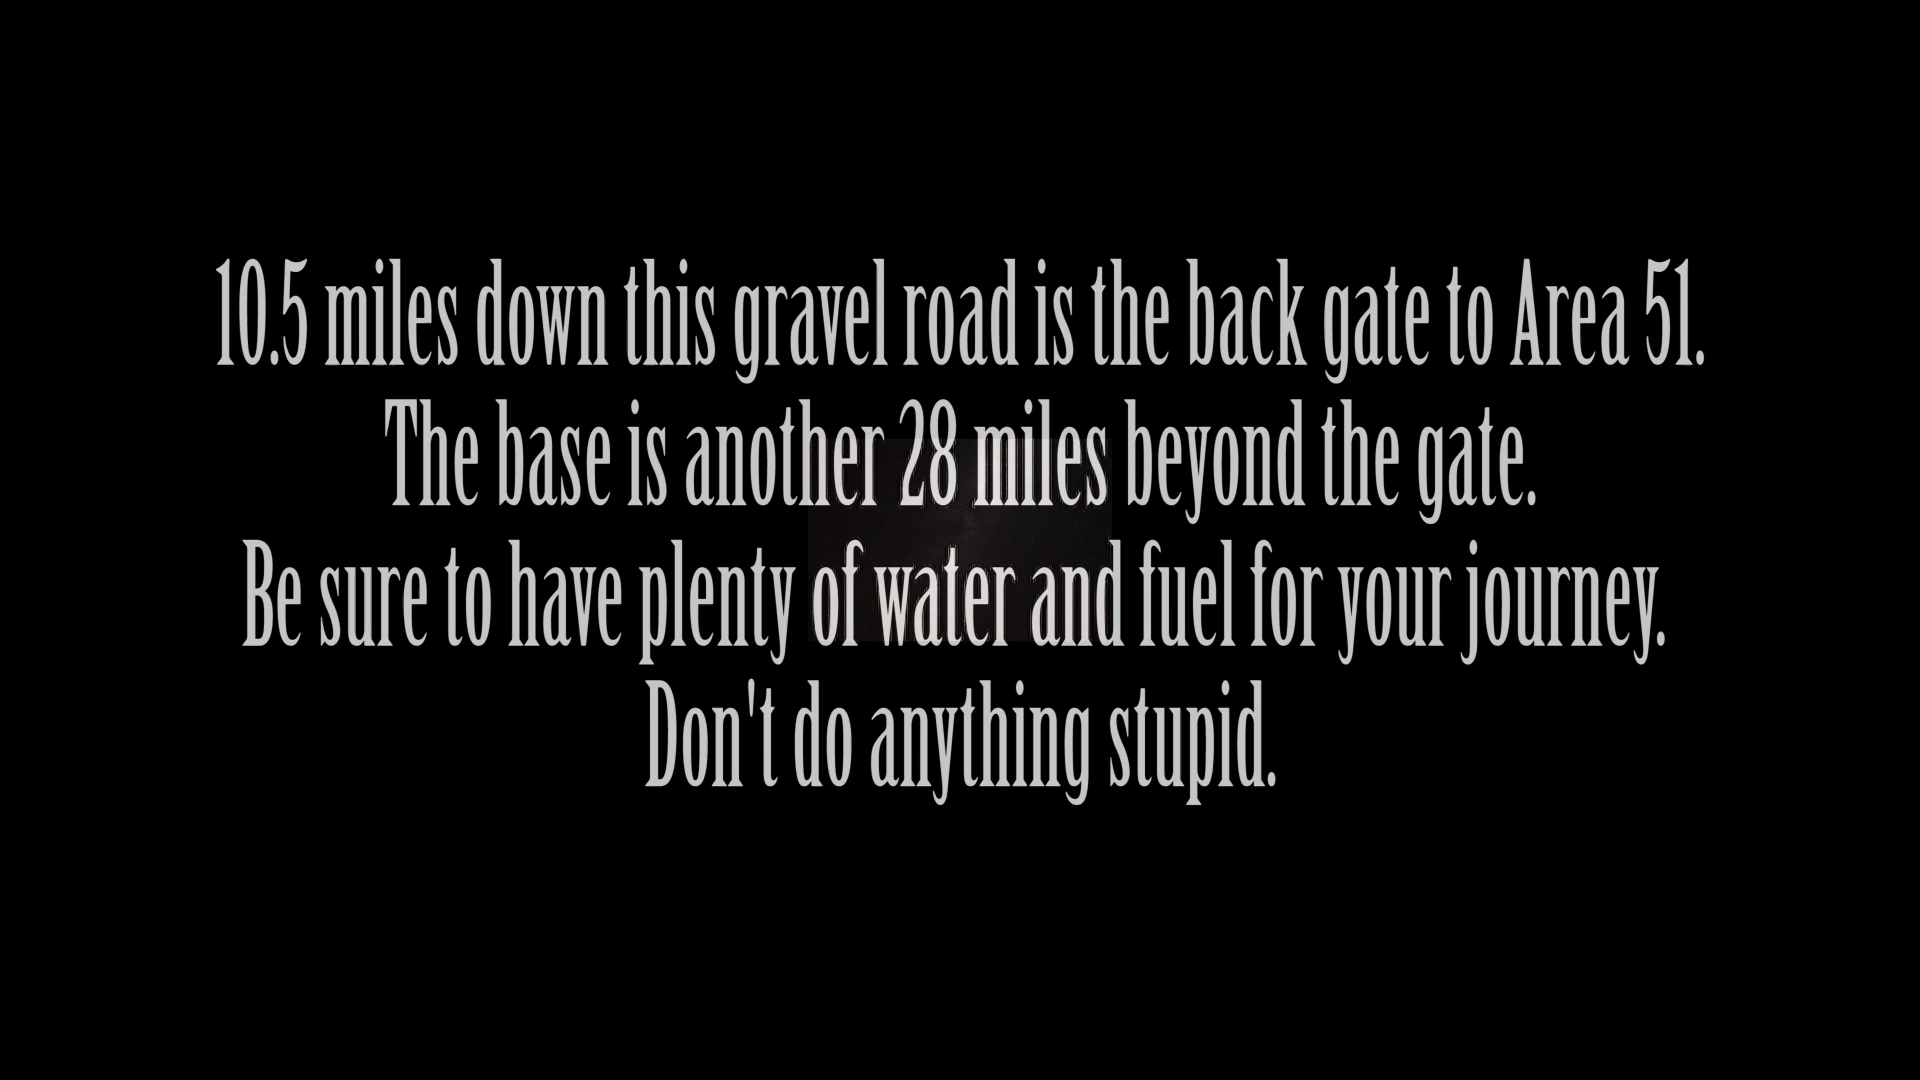 10.5 miles down this gravel road is the back gate to Area 51.
The base is another 28 miles beyond the gate.
Be sure to have plenty of water and fuel for your journey.
Don't do anything stupid.